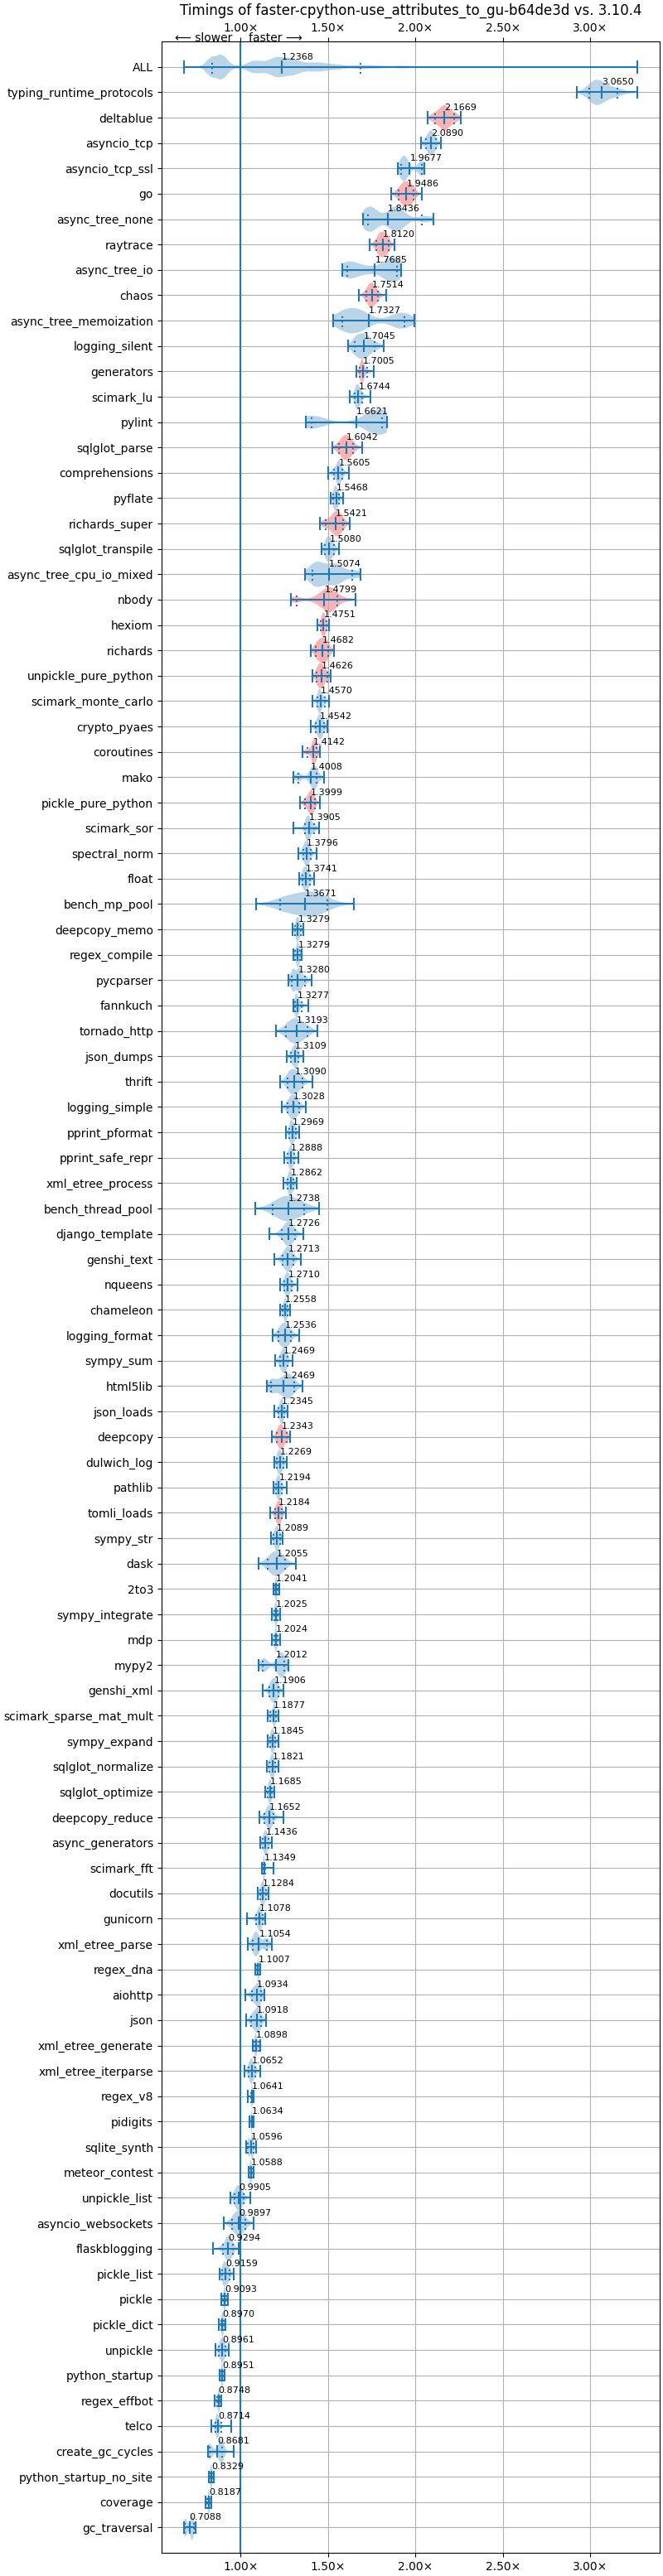 Timings of faster-cpython-use_attributes_to_gu-b64de3d vs. 3.10.4
1.00× 1.50× 2.00× 2.50× 3.00×
⟵ slower faster ⟶
ALL 1.2368
typing_runtime_protocols 3.0650
deltablue 2.1669
asyncio_tcp 2.0890
asyncio_tcp_ssl 1.9677
go 1.9486
async_tree_none 1.8436
raytrace 1.8120
async_tree_io 1.7685
chaos 1.7514
async_tree_memoization 1.7327
logging_silent 1.7045
generators 1.7005
scimark_lu 1.6744
pylint 1.6621
sqlglot_parse 1.6042
comprehensions 1.5605
pyflate 1.5468
richards_super 1.5421
sqlglot_transpile 1.5080
async_tree_cpu_io_mixed 1.5074
nbody 1.4799
hexiom 1.4751
richards 1.4682
unpickle_pure_python 1.4626
scimark_monte_carlo 1.4570
crypto_pyaes 1.4542
coroutines 1.4142
mako 1.4008
pickle_pure_python 1.3999
scimark_sor 1.3905
spectral_norm 1.3796
float 1.3741
bench_mp_pool 1.3671
deepcopy_memo 1.3279
regex_compile 1.3279
pycparser 1.3280
fannkuch 1.3277
tornado_http 1.3193
json_dumps 1.3109
thrift 1.3090
logging_simple 1.3028
pprint_pformat 1.2969
pprint_safe_repr 1.2888
xml_etree_process 1.2862
bench_thread_pool 1.2738
django_template 1.2726
genshi_text 1.2713
nqueens 1.2710
chameleon 1.2558
logging_format 1.2536
sympy_sum 1.2469
html5lib 1.2469
json_loads 1.2345
deepcopy 1.2343
dulwich_log 1.2269
pathlib 1.2194
tomli_loads 1.2184
sympy_str 1.2089
dask 1.2055
2to3 1.2041
sympy_integrate 1.2025
mdp 1.2024
mypy2 1.2012
genshi_xml 1.1906
scimark_sparse_mat_mult 1.1877
sympy_expand 1.1845
sqlglot_normalize 1.1821
sqlglot_optimize 1.1685
deepcopy_reduce 1.1652
async_generators 1.1436
scimark_fft 1.1349
docutils 1.1284
gunicorn 1.1078
xml_etree_parse 1.1054
regex_dna 1.1007
aiohttp 1.0934
json 1.0918
xml_etree_generate 1.0898
xml_etree_iterparse 1.0652
regex_v8 1.0641
pidigits 1.0634
sqlite_synth 1.0596
meteor_contest 1.0588
unpickle_list 0.9905
asyncio_websockets 0.9897
flaskblogging 0.9294
pickle_list 0.9159
pickle 0.9093
pickle_dict 0.8970
unpickle 0.8961
python_startup 0.8951
regex_effbot 0.8748
telco 0.8714
create_gc_cycles 0.8681
python_startup_no_site 0.8329
coverage 0.8187
gc_traversal 0.7088
1.00× 1.50× 2.00× 2.50× 3.00×